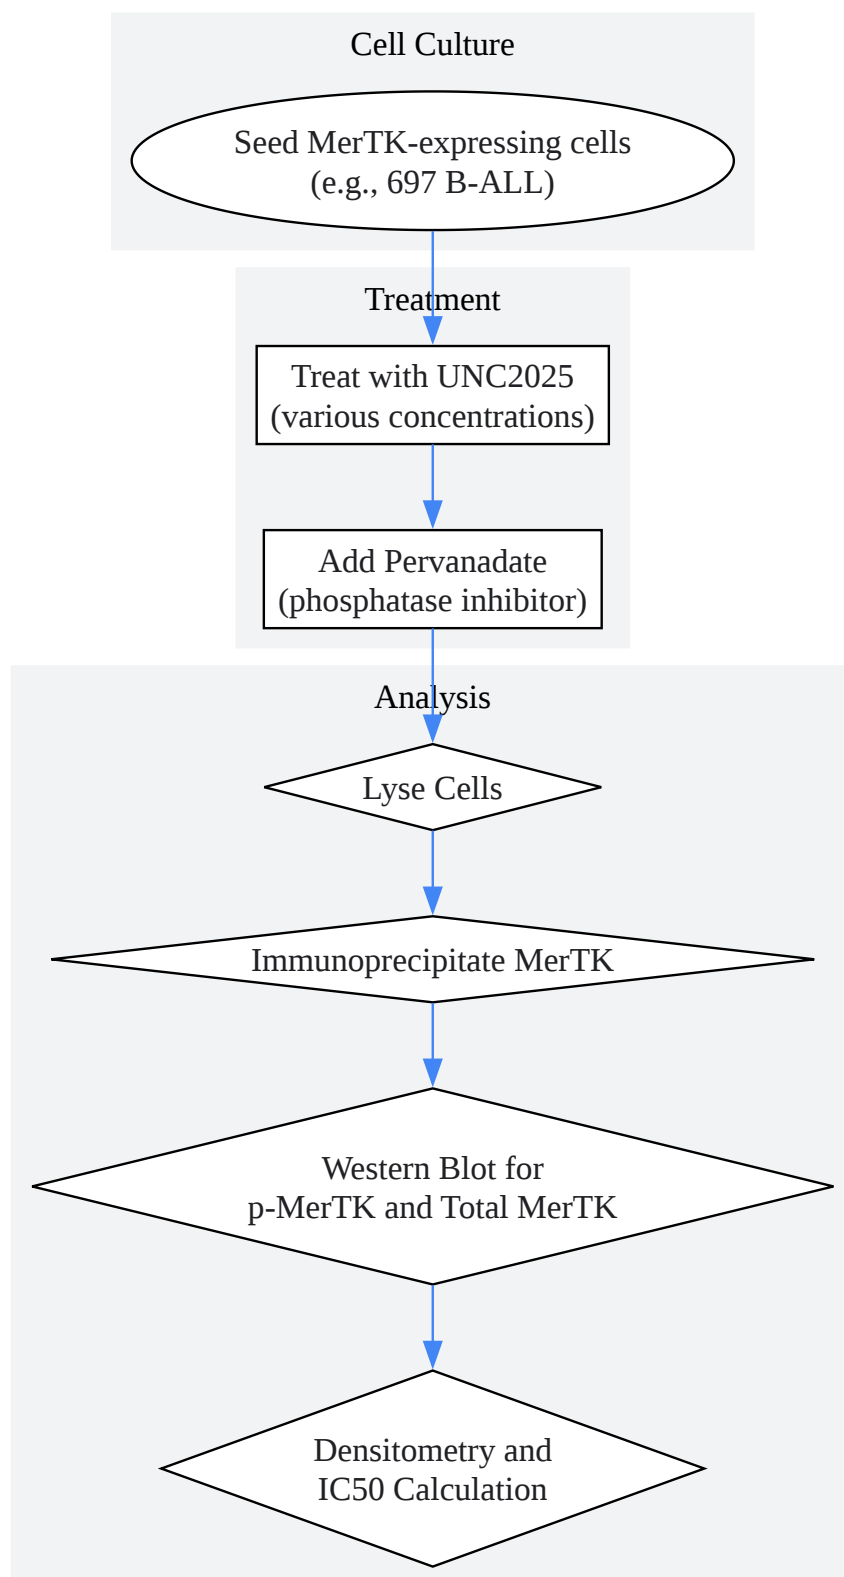 Cell Culture
Seed MerTK-expressing cells
(e.g., 697 B-ALL)
Treatment
Treat with UNC2025
(various concentrations)
Add Pervanadate
(phosphatase inhibitor)
Analysis
Lyse Cells
Immunoprecipitate MerTK
Western Blot for
p-MerTK and Total MerTK
Densitometry and
IC50 Calculation